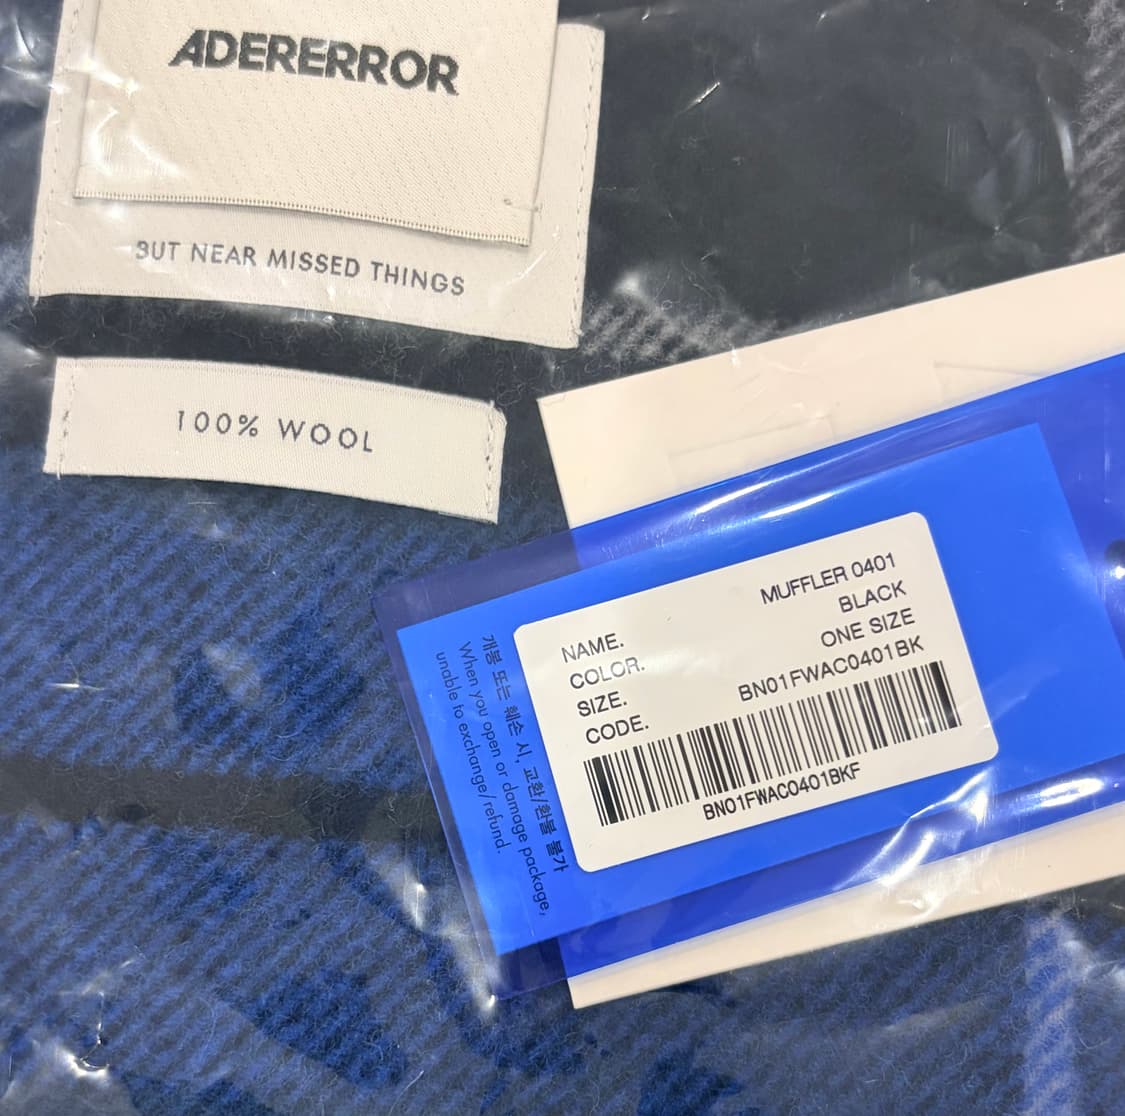 ADERERROR
BUT NEAR MISSED THINGS
100% WOOL
NAME. MUFFLER 0401
COLOR. BLACK
SIZE. ONE SIZE
CODE. BN01FWAC0401BK
BN01FWAC0401BKF
개봉 또는 훼손 시, 교환/환불 불가
When you open or damage package,
unable to exchange/refund.